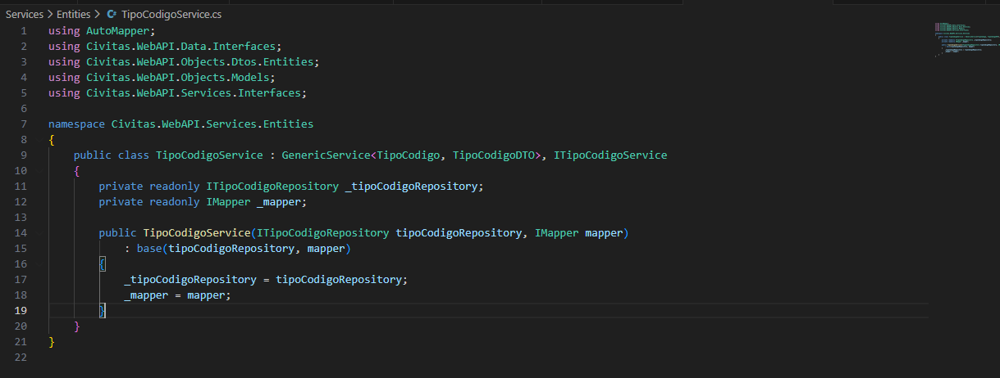 Services > Entities > TipoCodigoService.cs
1 using AutoMapper;
2 using Civitas.WebAPI.Data.Interfaces;
3 using Civitas.WebAPI.Objects.Dtos.Entities;
4 using Civitas.WebAPI.Objects.Models;
5 using Civitas.WebAPI.Services.Interfaces;
6
7 namespace Civitas.WebAPI.Services.Entities
8 {
9     public class TipoCodigoService : GenericService<TipoCodigo, TipoCodigoDTO>, ITipoCodigoService
10     {
11         private readonly ITipoCodigoRepository _tipoCodigoRepository;
12         private readonly IMapper _mapper;
13
14         public TipoCodigoService(ITipoCodigoRepository tipoCodigoRepository, IMapper mapper)
15             : base(tipoCodigoRepository, mapper)
16         {
17             _tipoCodigoRepository = tipoCodigoRepository;
18             _mapper = mapper;
19         }
20     }
21 }
22